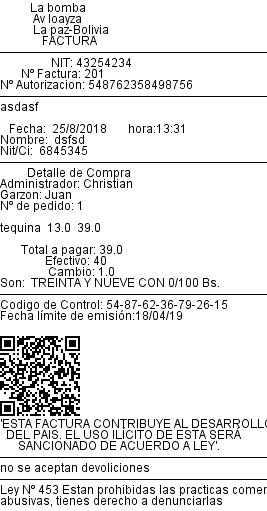 La bomba
Av loayza
La paz-Bolivia
FACTURA
NIT: 43254234
Nº Factura: 201
Nº Autorizacion: 548762358498756
asdasf
Fecha: 25/8/2018 hora:13:31
Nombre: dsfsd
Nit/Ci: 6845345
Detalle de Compra
Administrador: Christian
Garzon: Juan
N° de pedido: 1
tequina 13.0 39.0
Total a pagar: 39.0
Efectivo: 40
Cambio: 1.0
Son: TREINTA Y NUEVE CON 0/100 Bs.
Codigo de Control: 54-87-62-36-79-26-15
Fecha límite de emisión:18/04/19
'ESTA FACTURA CONTRIBUYE AL DESARROLLO
DEL PAIS. EL USO ILICITO DE ESTA SERA
SANCIONADO DE ACUERDO A LEY'.
no se aceptan devoliciones
Ley Nº 453 Estan prohibidas las practicas comer
abusivas, tienes derecho a denunciarlas